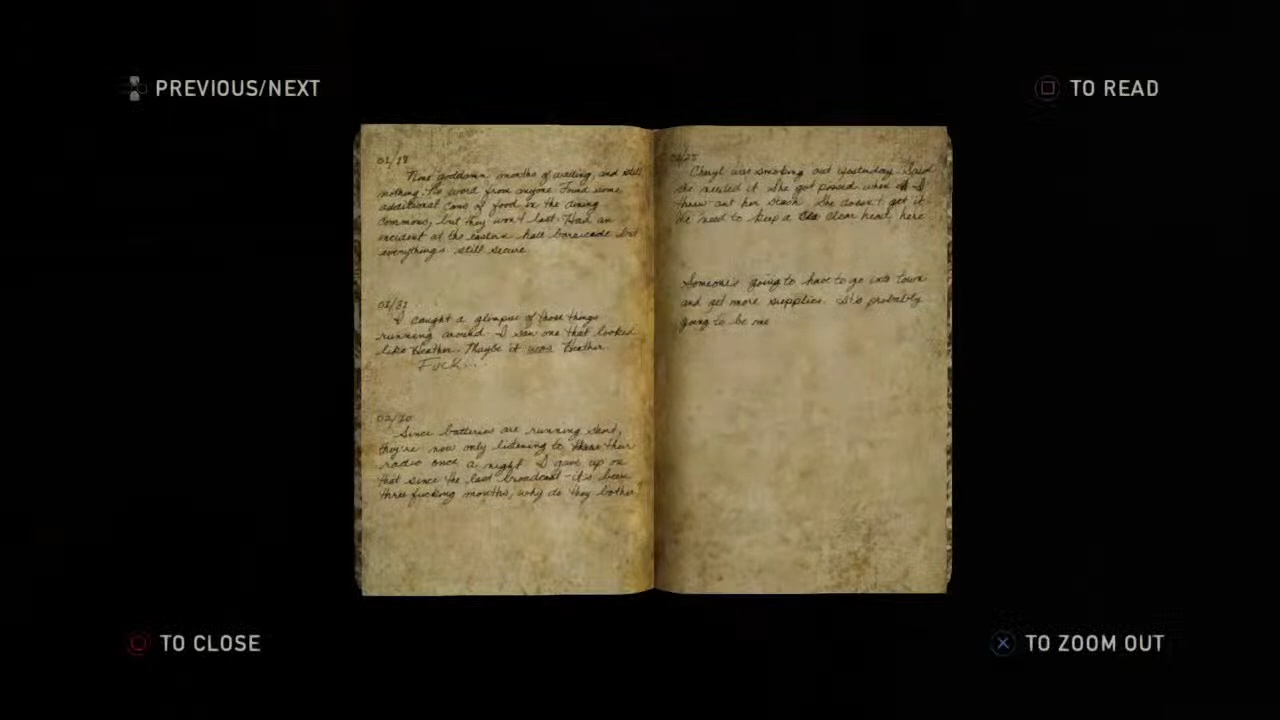 PREVIOUS/NEXT
TO READ
01/18
Nine goddamn months of waiting, and still
nothing. No word from anyone. Found some
additional cans of food in the dining
commons, but they won't last. Had an
incident at the eastern hall barricade but
everything's still secure.
01/31
I caught a glimpse of those things
running around. I saw one that looked
like Heather. Maybe it was Heather.
Fuck...
02/10
Since batteries are running short,
they're now only listening to their
radio once a night. I gave up on
that since the last broadcast - it's been
three fucking months, why do they bother.
Cheryl was smoking out yesterday. Said
she needed it. She got pissed when I
threw out her stash. She doesn't get it.
We need to keep a clear head, here
Someone's going to have to go into town
and get more supplies. It's probably
going to be me
TO CLOSE
TO ZOOM OUT